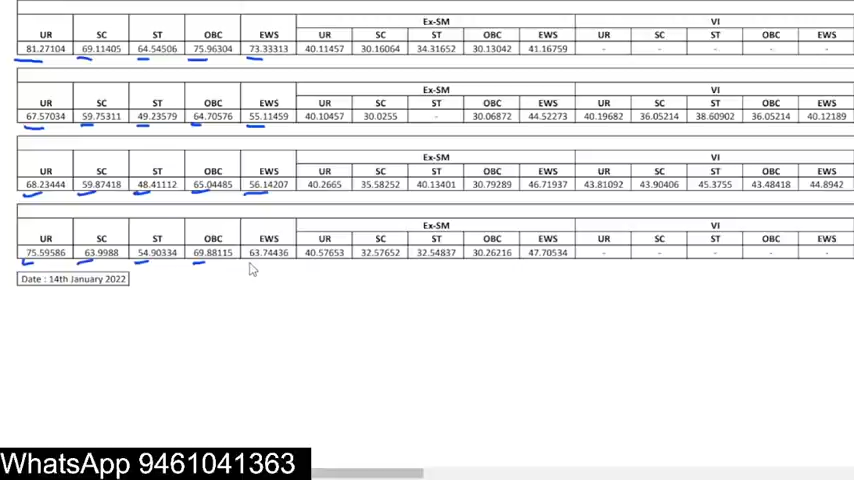 Ex-SM VI
UR SC ST OBC EWS UR SC ST OBC EWS UR SC ST OBC EWS
81.27104 69.11405 64.54506 75.96304 73.33313 40.11457 30.16064 34.31652 30.13042 41.16759 - - - - -
Ex-SM VI
UR SC ST OBC EWS UR SC ST OBC EWS UR SC ST OBC EWS
67.57034 59.75311 49.23579 64.70576 55.11459 40.10457 30.0255 - 30.06872 44.52273 40.19682 36.05214 38.60902 36.05214 40.12189
Ex-SM VI
UR SC ST OBC EWS UR SC ST OBC EWS UR SC ST OBC EWS
68.23444 59.87418 48.41112 65.04485 56.14207 40.2665 35.58252 40.13401 30.79289 46.71937 43.81092 43.90406 45.3755 43.48418 44.8942
Ex-SM VI
UR SC ST OBC EWS UR SC ST OBC EWS UR SC ST OBC EWS
75.59586 63.9988 54.90334 69.88115 63.74436 40.57653 32.57652 32.54837 30.26216 47.70534 - - - - -
Date : 14th January 2022
WhatsApp 9461041363